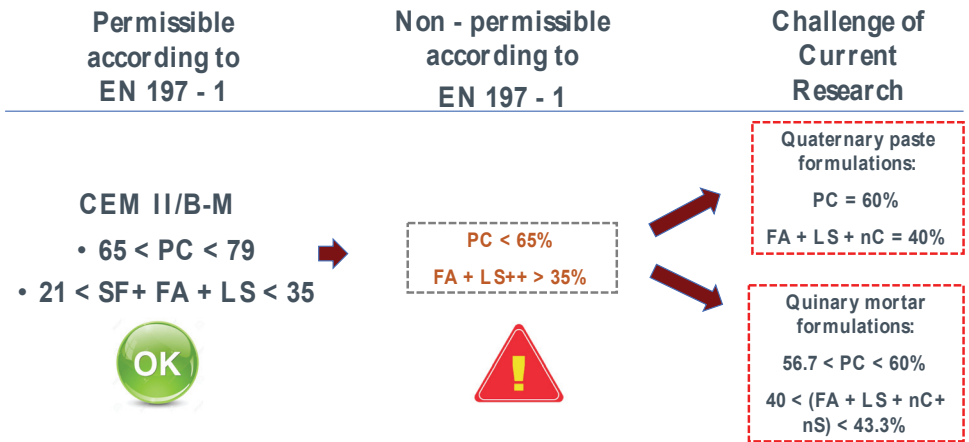 Permissible
according to
EN 197 - 1
Non - permissible
according to
EN 197 - 1
Challenge of
Current
Research
CEM II/B-M
• 65 < PC < 79
• 21 < SF+ FA + LS < 35
OK
PC < 65%
FA + LS++ > 35%
!
Quaternary paste
formulations:
PC = 60%
FA + LS + nC = 40%
Quinary mortar
formulations:
56.7 < PC < 60%
40 < (FA + LS + nC+
nS) < 43.3%